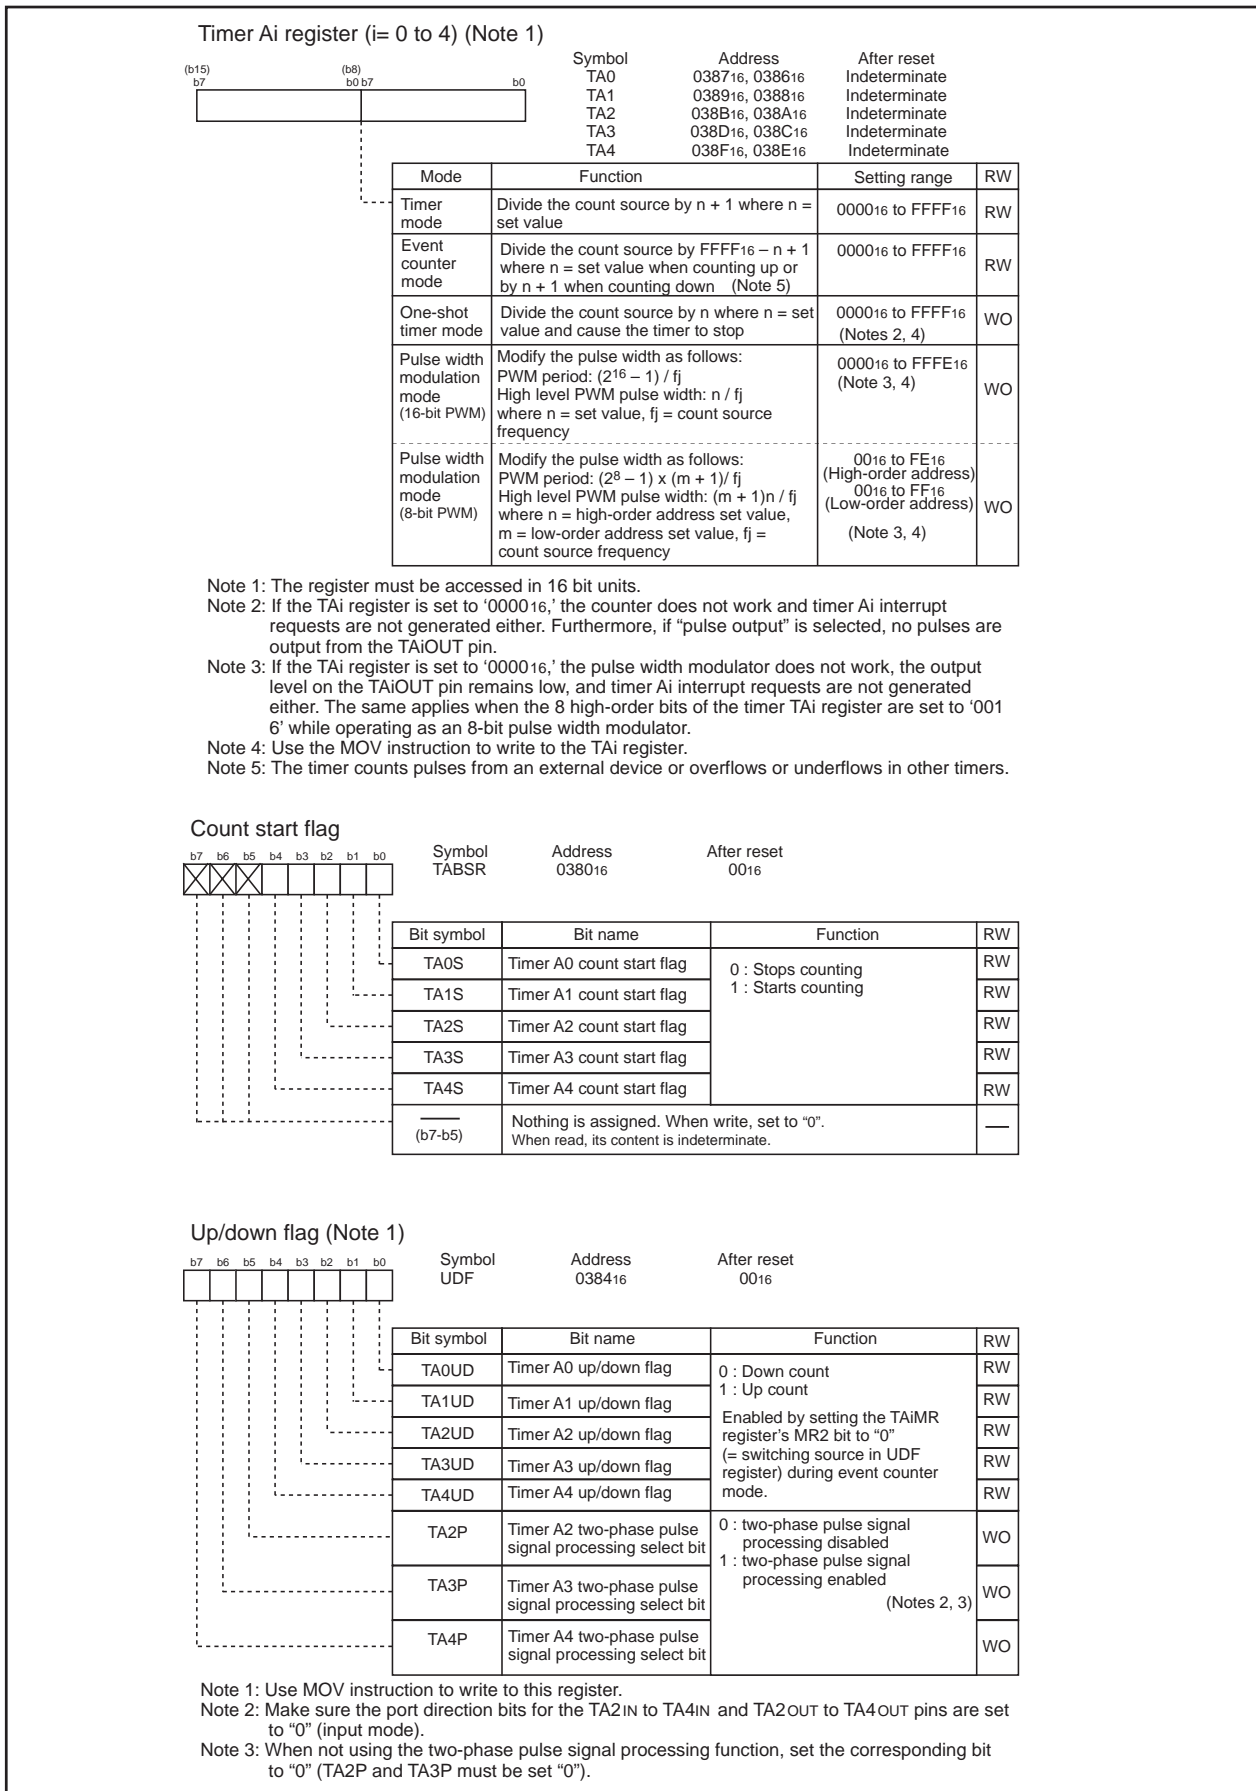 Timer Ai register (i= 0 to 4) (Note 1)
Symbol Address After reset
(b15) (b8)
b7 b0 b7 b0
TA0 038716, 038616 Indeterminate
TA1 038916, 038816 Indeterminate
TA2 038B16, 038A16 Indeterminate
TA3 038D16, 038C16 Indeterminate
TA4 038F16, 038E16 Indeterminate
Mode Function Setting range RW
Timer mode Divide the count source by n + 1 where n = set value 000016 to FFFF16 RW
Event counter mode Divide the count source by FFFF16 – n + 1 where n = set value when counting up or by n + 1 when counting down (Note 5) 000016 to FFFF16 RW
One-shot timer mode Divide the count source by n where n = set value and cause the timer to stop 000016 to FFFF16 (Notes 2, 4) WO
Pulse width modulation mode (16-bit PWM) Modify the pulse width as follows:
PWM period: (216 – 1) / fj
High level PWM pulse width: n / fj
where n = set value, fj = count source frequency
000016 to FFFE16 (Note 3, 4) WO
Pulse width modulation mode (8-bit PWM) Modify the pulse width as follows:
PWM period: (28 – 1) x (m + 1)/ fj
High level PWM pulse width: (m + 1)n / fj
where n = high-order address set value,
m = low-order address set value, fj =
count source frequency
0016 to FE16
(High-order address)
0016 to FF16
(Low-order address)
(Note 3, 4)
WO
Note 1: The register must be accessed in 16 bit units.
Note 2: If the TAi register is set to ‘000016,’ the counter does not work and timer Ai interrupt
requests are not generated either. Furthermore, if “pulse output” is selected, no pulses are
output from the TAiOUT pin.
Note 3: If the TAi register is set to ‘000016,’ the pulse width modulator does not work, the output
level on the TAiOUT pin remains low, and timer Ai interrupt requests are not generated
either. The same applies when the 8 high-order bits of the timer TAi register are set to ‘001
6’ while operating as an 8-bit pulse width modulator.
Note 4: Use the MOV instruction to write to the TAi register.
Note 5: The timer counts pulses from an external device or overflows or underflows in other timers.
Count start flag
b7 b6 b5 b4 b3 b2 b1 b0
Symbol Address After reset
TABSR 038016 0016
Bit symbol Bit name Function RW
TA0S Timer A0 count start flag 0 : Stops counting RW
1 : Starts counting
TA1S Timer A1 count start flag RW
TA2S Timer A2 count start flag RW
TA3S Timer A3 count start flag RW
TA4S Timer A4 count start flag RW
(b7-b5) Nothing is assigned. When write, set to “0”.
When read, its content is indeterminate. —
Up/down flag (Note 1)
b7 b6 b5 b4 b3 b2 b1 b0
Symbol Address After reset
UDF 038416 0016
Bit symbol Bit name Function RW
TA0UD Timer A0 up/down flag RW
TA1UD Timer A1 up/down flag RW
TA2UD Timer A2 up/down flag RW
TA3UD Timer A3 up/down flag RW
TA4UD Timer A4 up/down flag RW
0 : Down count
1 : Up count
Enabled by setting the TAiMR
register’s MR2 bit to “0”
(= switching source in UDF
register) during event counter
mode.
TA2P Timer A2 two-phase pulse signal processing select bit WO
TA3P Timer A3 two-phase pulse signal processing select bit WO
TA4P Timer A4 two-phase pulse signal processing select bit WO
0 : two-phase pulse signal
processing disabled
1 : two-phase pulse signal
processing enabled
(Notes 2, 3)
Note 1: Use MOV instruction to write to this register.
Note 2: Make sure the port direction bits for the TA2IN to TA4IN and TA2OUT to TA4OUT pins are set
to “0” (input mode).
Note 3: When not using the two-phase pulse signal processing function, set the corresponding bit
to “0” (TA2P and TA3P must be set “0”).